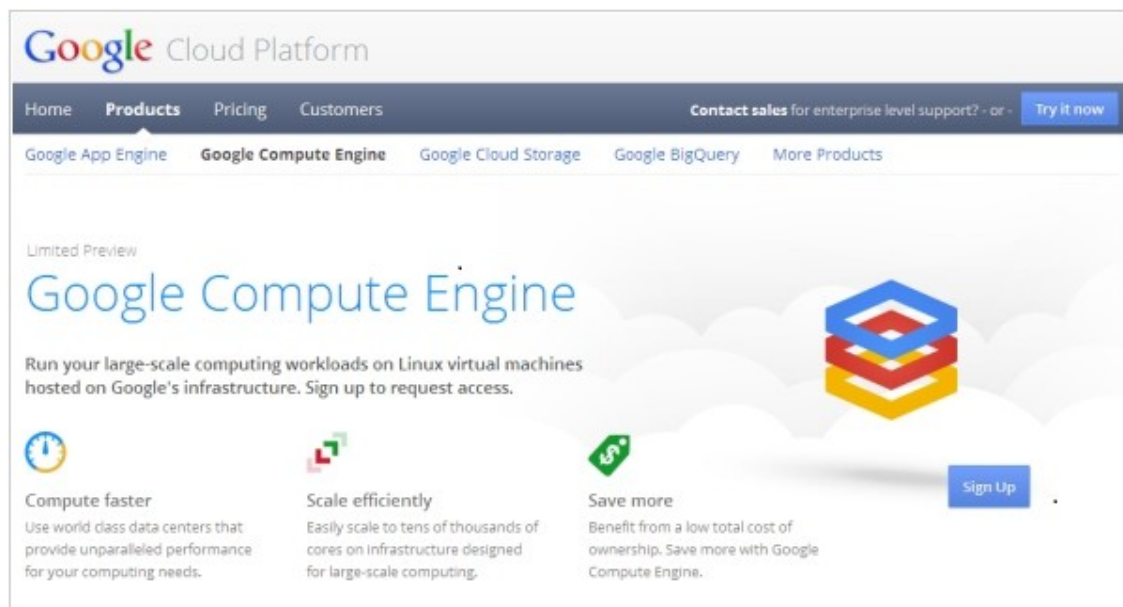 Google Cloud Platform
Home Products Pricing Customers Contact sales for enterprise level support? - or - Try it now
Google App Engine Google Compute Engine Google Cloud Storage Google BigQuery More Products
Limited Preview
Google Compute Engine
Run your large-scale computing workloads on Linux virtual machines
hosted on Google's infrastructure. Sign up to request access.
Compute faster
Use world class data centers that
provide unparalleled performance
for your computing needs.
Scale efficiently
Easily scale to tens of thousands of
cores on infrastructure designed
for large-scale computing.
Save more
Benefit from a low total cost of
ownership. Save more with Google
Compute Engine.
Sign Up